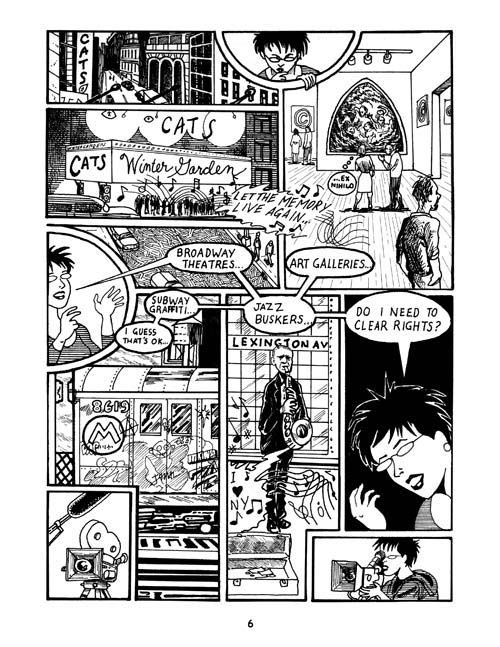 CATS
CATS
CATS
Winter Garden
LET THE MEMORY
LIVE AGAIN...
...EX
NIHILO
BROADWAY
THEATRES...
ART GALLERIES...
SUBWAY
GRAFFITI...
JAZZ
BUSKERS...
I GUESS
THAT'S OK...
DO I NEED TO
CLEAR RIGHTS?
LEXINGTON AV
8619
M
I
♥
NY
6